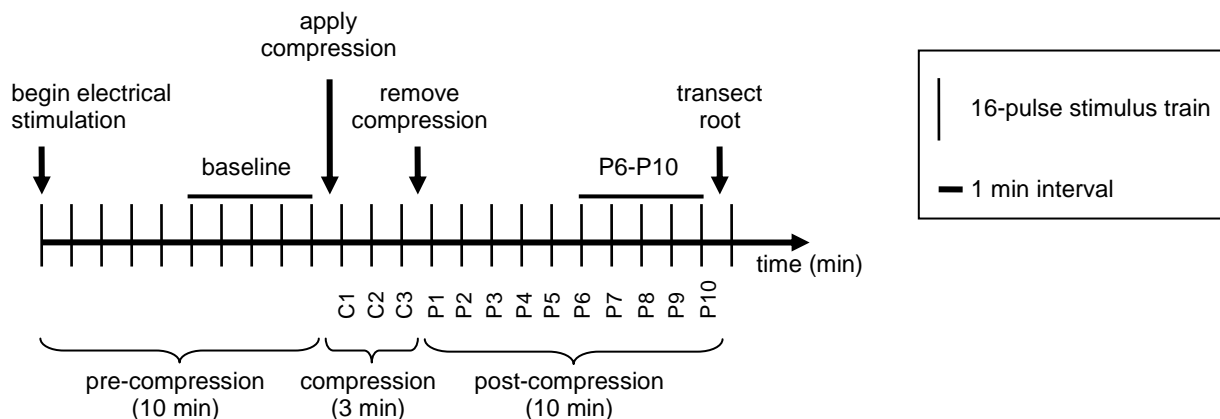 apply
compression
begin electrical
stimulation
remove
compression
transect
root
baseline
P6-P10
16-pulse stimulus train
1 min interval
time (min)
C1
C2
C3
P1
P2
P3
P4
P5
P6
P7
P8
P9
P10
pre-compression
(10 min)
compression
(3 min)
post-compression
(10 min)